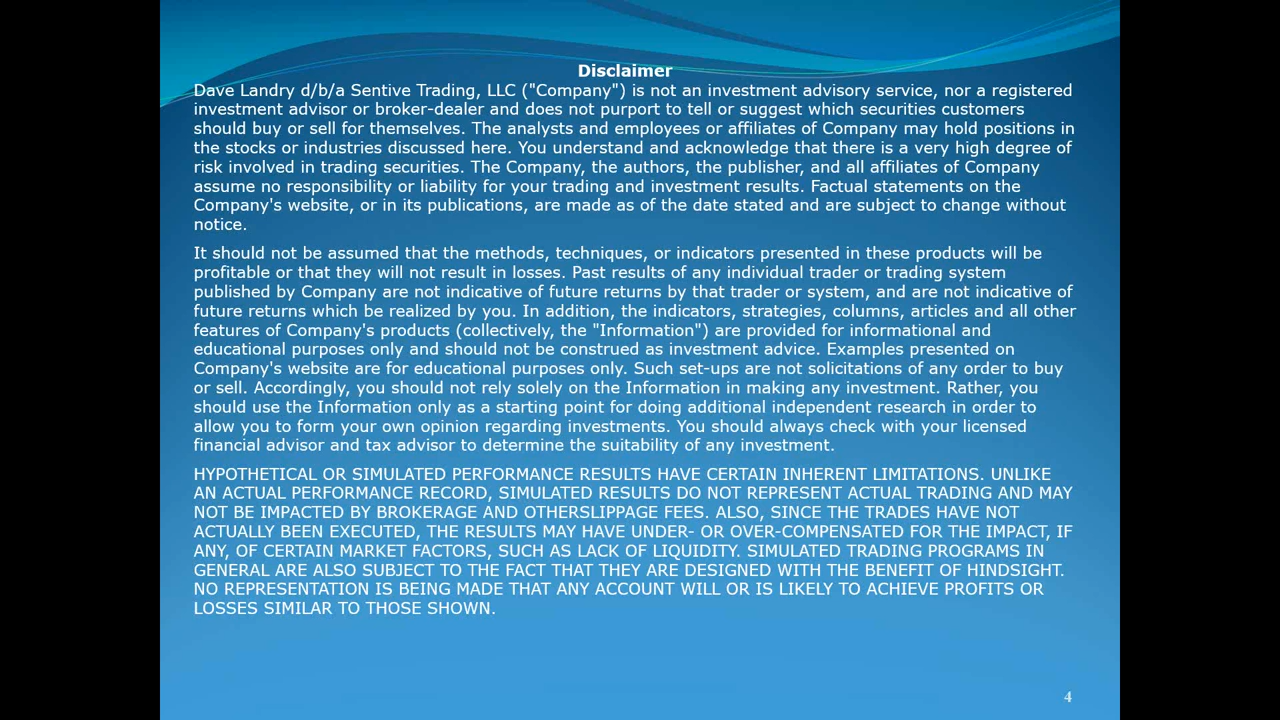 Disclaimer
Dave Landry d/b/a Sentive Trading, LLC ("Company") is not an investment advisory service, nor a registered
investment advisor or broker-dealer and does not purport to tell or suggest which securities customers
should buy or sell for themselves. The analysts and employees or affiliates of Company may hold positions in
the stocks or industries discussed here. You understand and acknowledge that there is a very high degree of
risk involved in trading securities. The Company, the authors, the publisher, and all affiliates of Company
assume no responsibility or liability for your trading and investment results. Factual statements on the
Company's website, or in its publications, are made as of the date stated and are subject to change without
notice.
It should not be assumed that the methods, techniques, or indicators presented in these products will be
profitable or that they will not result in losses. Past results of any individual trader or trading system
published by Company are not indicative of future returns by that trader or system, and are not indicative of
future returns which be realized by you. In addition, the indicators, strategies, columns, articles and all other
features of Company's products (collectively, the "Information") are provided for informational and
educational purposes only and should not be construed as investment advice. Examples presented on
Company's website are for educational purposes only. Such set-ups are not solicitations of any order to buy
or sell. Accordingly, you should not rely solely on the Information in making any investment. Rather, you
should use the Information only as a starting point for doing additional independent research in order to
allow you to form your own opinion regarding investments. You should always check with your licensed
financial advisor and tax advisor to determine the suitability of any investment.
HYPOTHETICAL OR SIMULATED PERFORMANCE RESULTS HAVE CERTAIN INHERENT LIMITATIONS. UNLIKE
AN ACTUAL PERFORMANCE RECORD, SIMULATED RESULTS DO NOT REPRESENT ACTUAL TRADING AND MAY
NOT BE IMPACTED BY BROKERAGE AND OTHERSLIPPAGE FEES. ALSO, SINCE THE TRADES HAVE NOT
ACTUALLY BEEN EXECUTED, THE RESULTS MAY HAVE UNDER- OR OVER-COMPENSATED FOR THE IMPACT, IF
ANY, OF CERTAIN MARKET FACTORS, SUCH AS LACK OF LIQUIDITY. SIMULATED TRADING PROGRAMS IN
GENERAL ARE ALSO SUBJECT TO THE FACT THAT THEY ARE DESIGNED WITH THE BENEFIT OF HINDSIGHT.
NO REPRESENTATION IS BEING MADE THAT ANY ACCOUNT WILL OR IS LIKELY TO ACHIEVE PROFITS OR
LOSSES SIMILAR TO THOSE SHOWN.
4